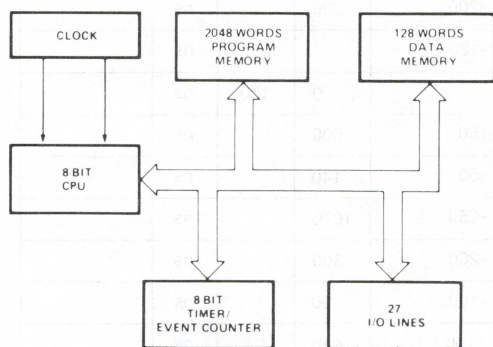 CLOCK
2048 WORDS
PROGRAM
MEMORY
128 WORDS
DATA
MEMORY
8 BIT
CPU
8 BIT
TIMER/
EVENT COUNTER
27
I/O LINES